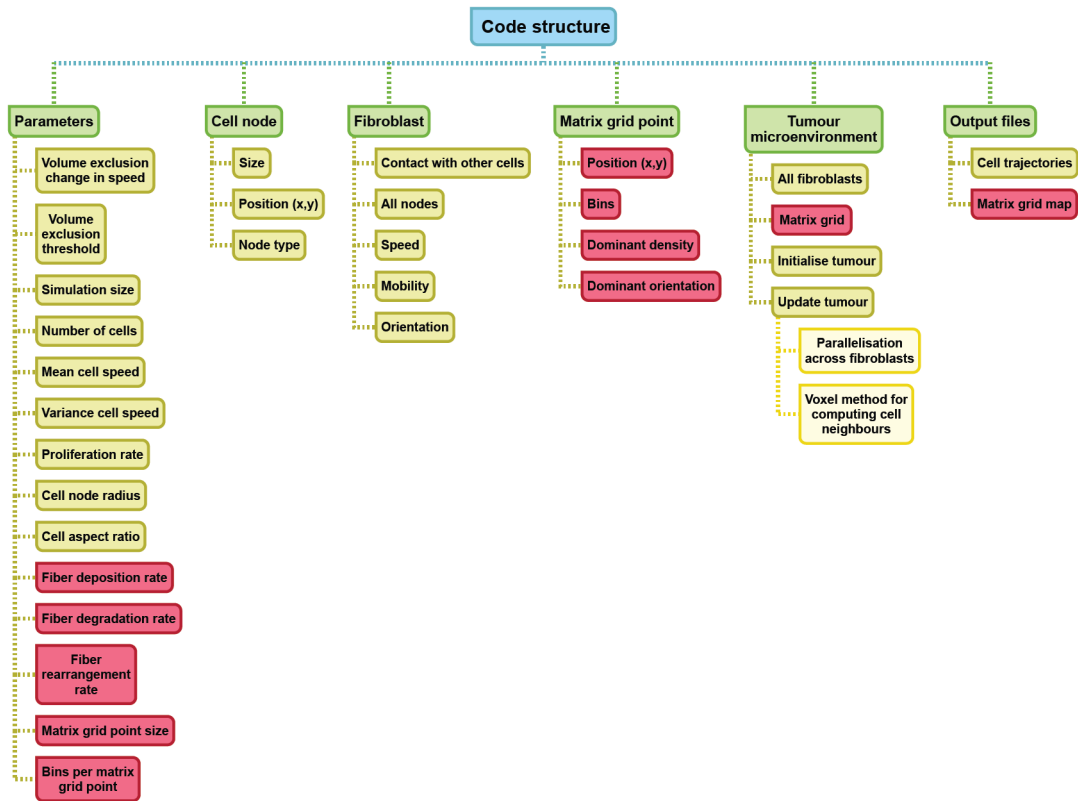 Code structure
Parameters
Volume exclusion
change in speed
Volume
exclusion
threshold
Simulation size
Number of cells
Mean cell speed
Variance cell speed
Proliferation rate
Cell node radius
Cell aspect ratio
Fiber deposition rate
Fiber degradation rate
Fiber
rearrangement
rate
Matrix grid point size
Bins per matrix
grid point
Cell node
Size
Position (x,y)
Node type
Fibroblast
Contact with other cells
All nodes
Speed
Mobility
Orientation
Matrix grid point
Position (x,y)
Bins
Dominant density
Dominant orientation
Tumour
microenvironment
All fibroblasts
Matrix grid
Initialise tumour
Update tumour
Parallelisation
across fibroblasts
Voxel method for
computing cell
neighbours
Output files
Cell trajectories
Matrix grid map